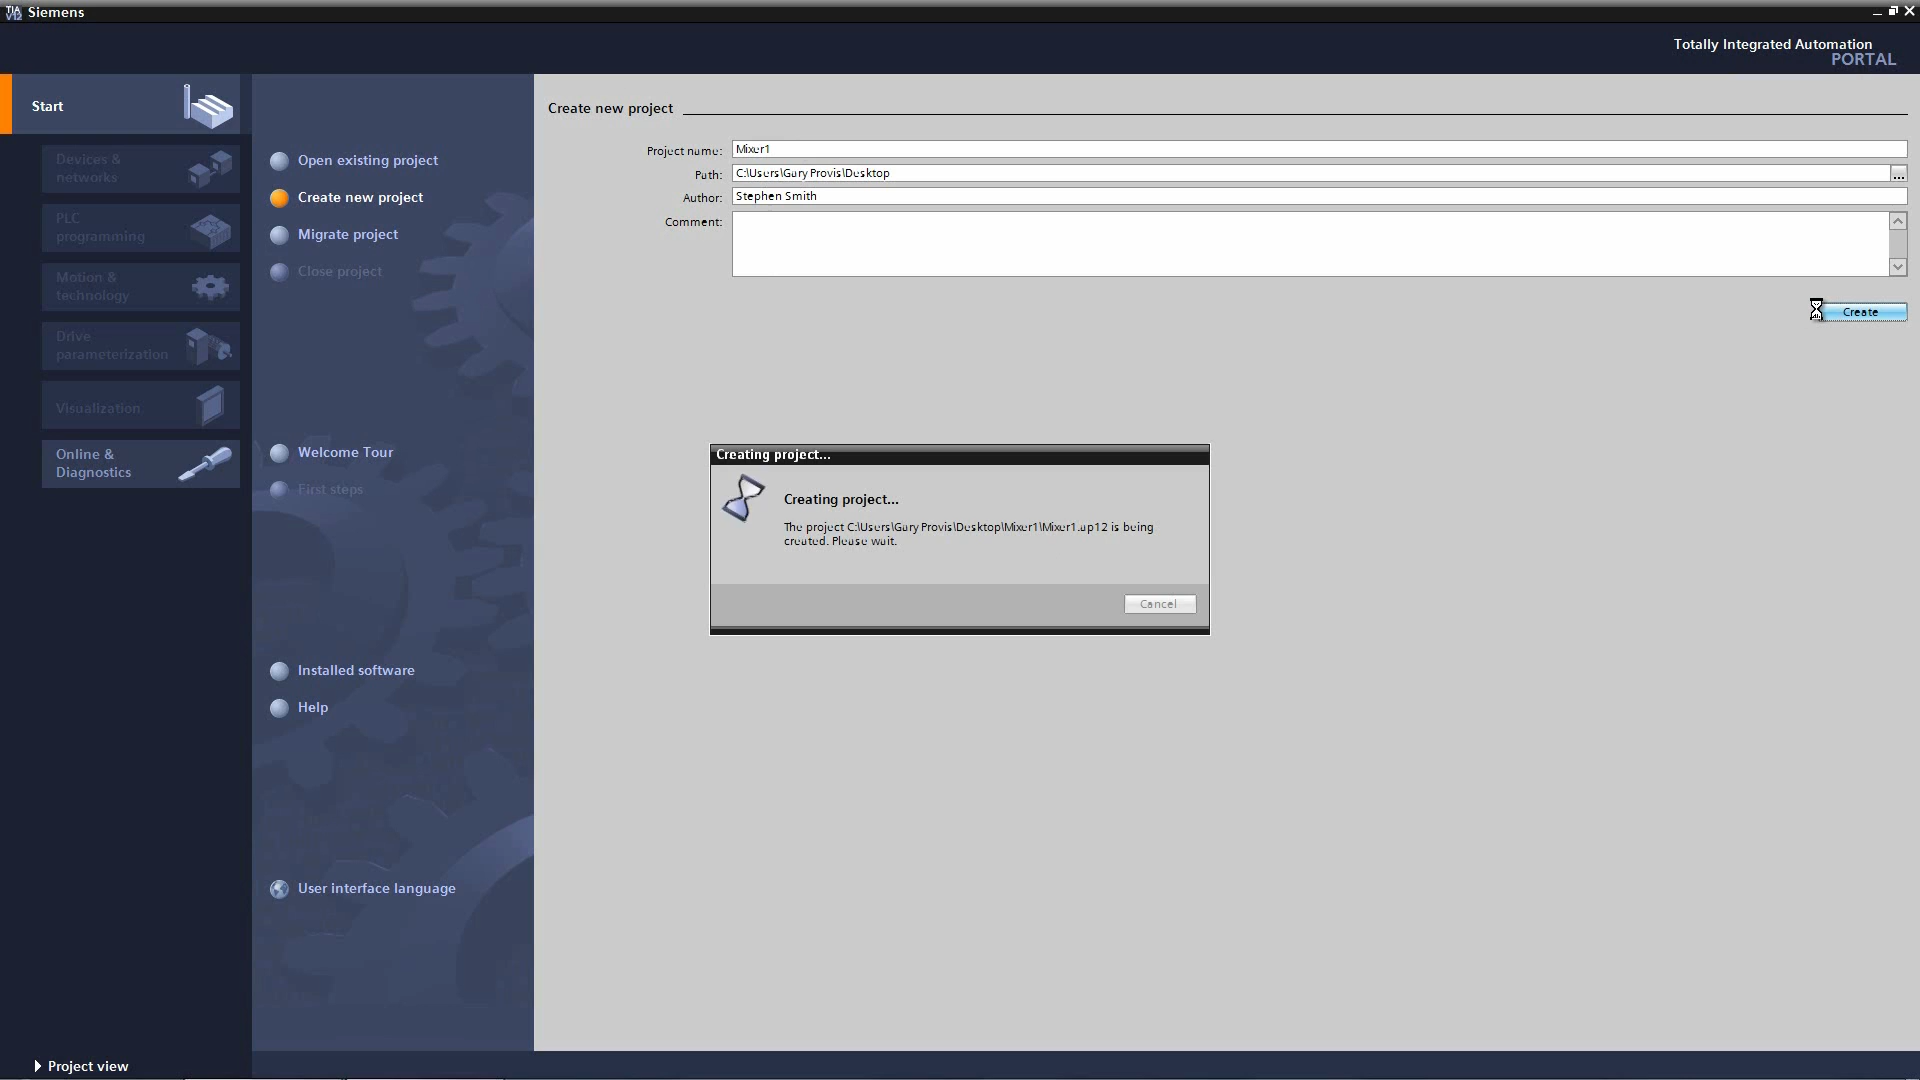 TIA V12 Siemens
Totally Integrated Automation
PORTAL
Start
Devices &
networks
PLC
programming
Motion &
technology
Drive
parameterization
Visualization
Online &
Diagnostics
Open existing project
Create new project
Migrate project
Close project
Welcome Tour
First steps
Installed software
Help
User interface language
Create new project
Project name: Mixer1
Path: C:\Users\Gary Provis\Desktop ...
Author: Stephen Smith
Comment:
Create
Creating project...
Creating project...
The project C:\Users\Gary Provis\Desktop\Mixer1\Mixer1.ap12 is being
created. Please wait.
Cancel
Project view